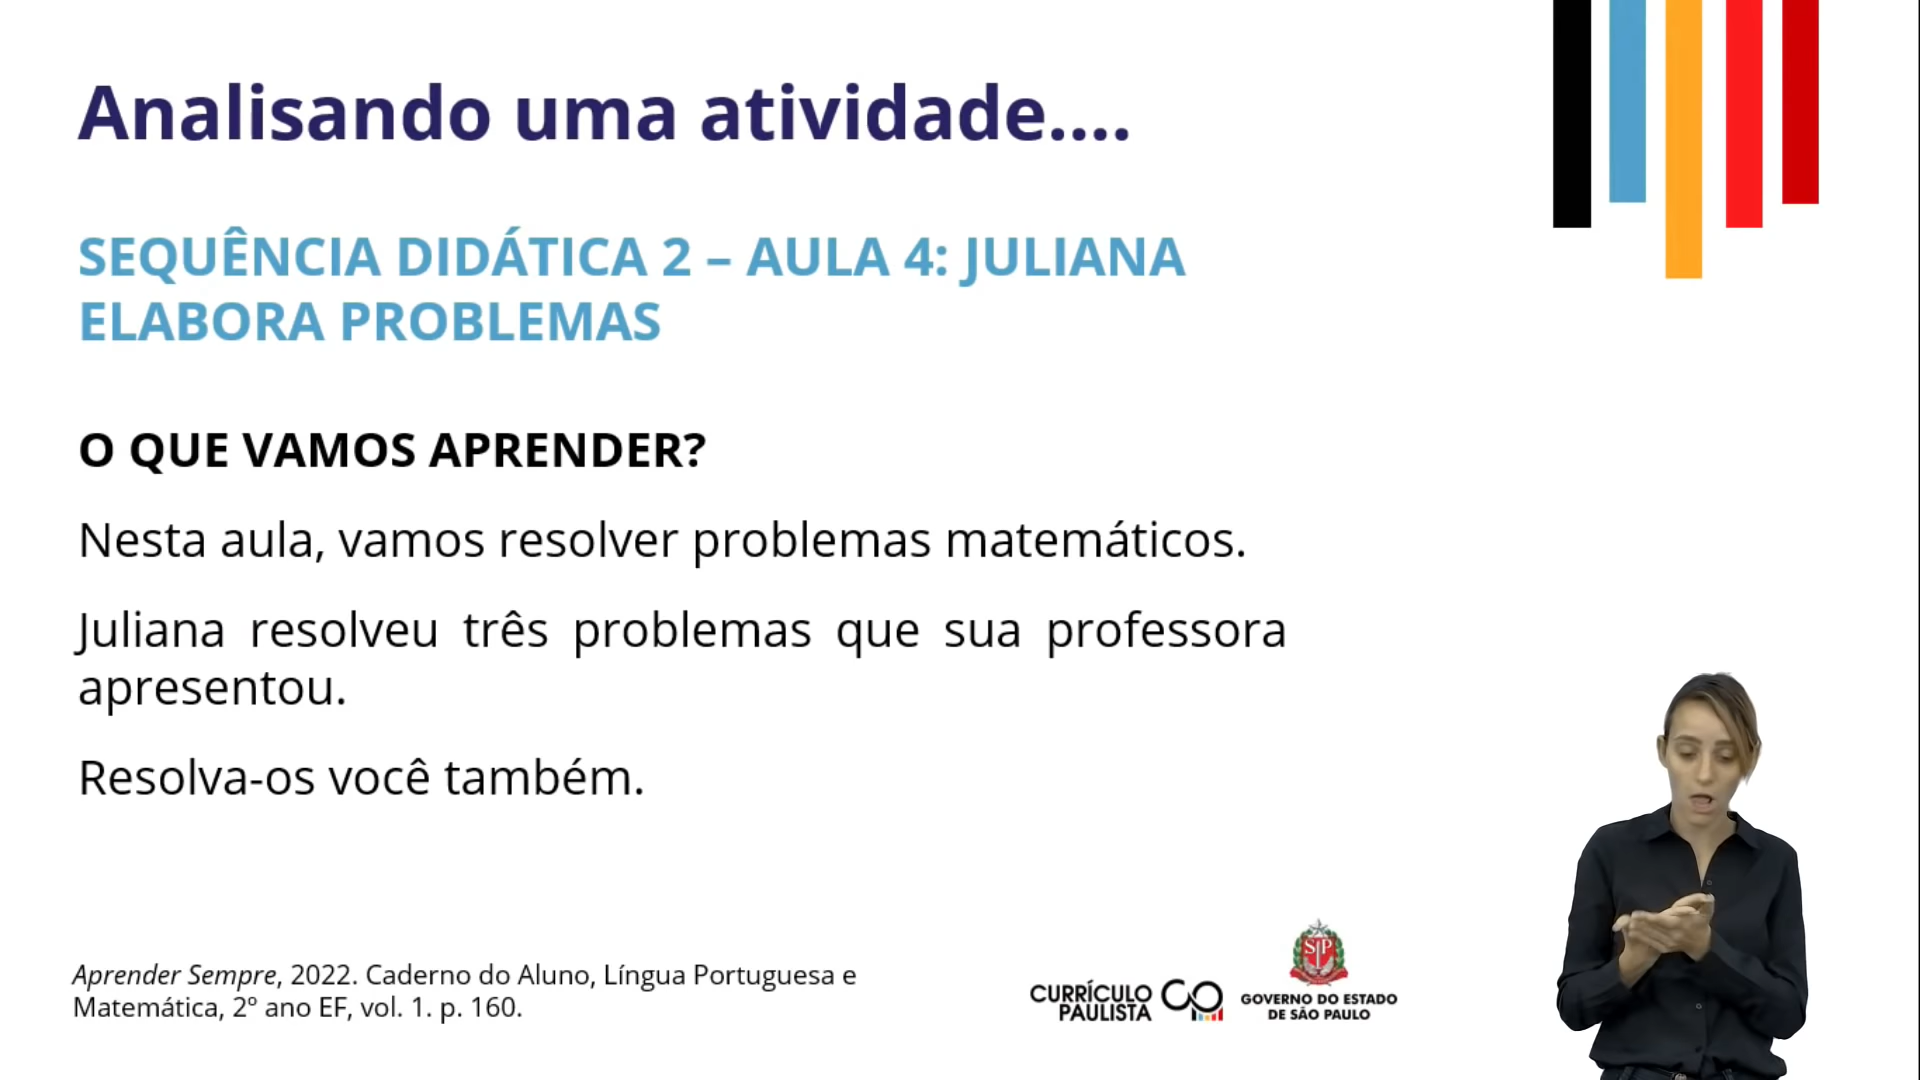 Analisando uma atividade....
SEQUÊNCIA DIDÁTICA 2 – AULA 4: JULIANA
ELABORA PROBLEMAS
O QUE VAMOS APRENDER?
Nesta aula, vamos resolver problemas matemáticos.
Juliana resolveu três problemas que sua professora
apresentou.
Resolva-os você também.
Aprender Sempre, 2022. Caderno do Aluno, Língua Portuguesa e
Matemática, 2º ano EF, vol. 1. p. 160.
CURRÍCULO
PAULISTA
SP
GOVERNO DO ESTADO
DE SÃO PAULO